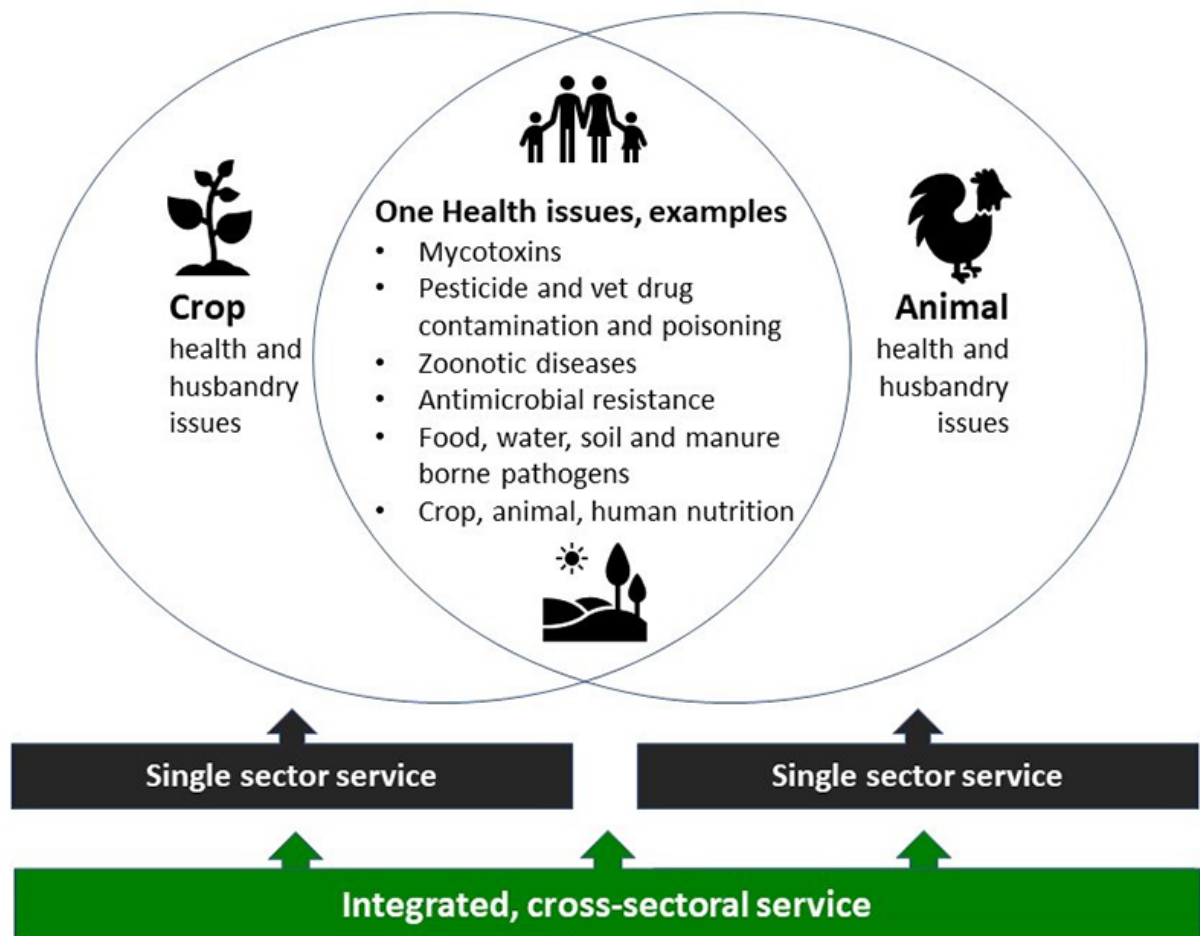 One Health issues, examples
• Mycotoxins
• Pesticide and vet drug
contamination and poisoning
• Zoonotic diseases
• Antimicrobial resistance
• Food, water, soil and manure
borne pathogens
• Crop, animal, human nutrition
Crop
health and
husbandry
issues
Animal
health and
husbandry
issues
Single sector service
Single sector service
Integrated, cross-sectoral service